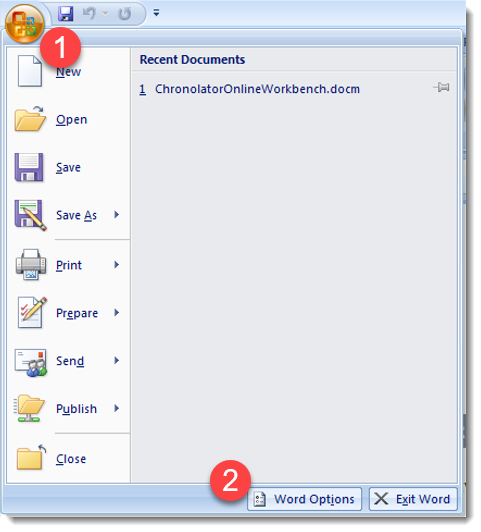 1
Recent Documents
New
1 ChronolatorOnlineWorkbench.docm
Open
Save
Save As
Print
Prepare
Send
Publish
Close
2
Word Options
Exit Word